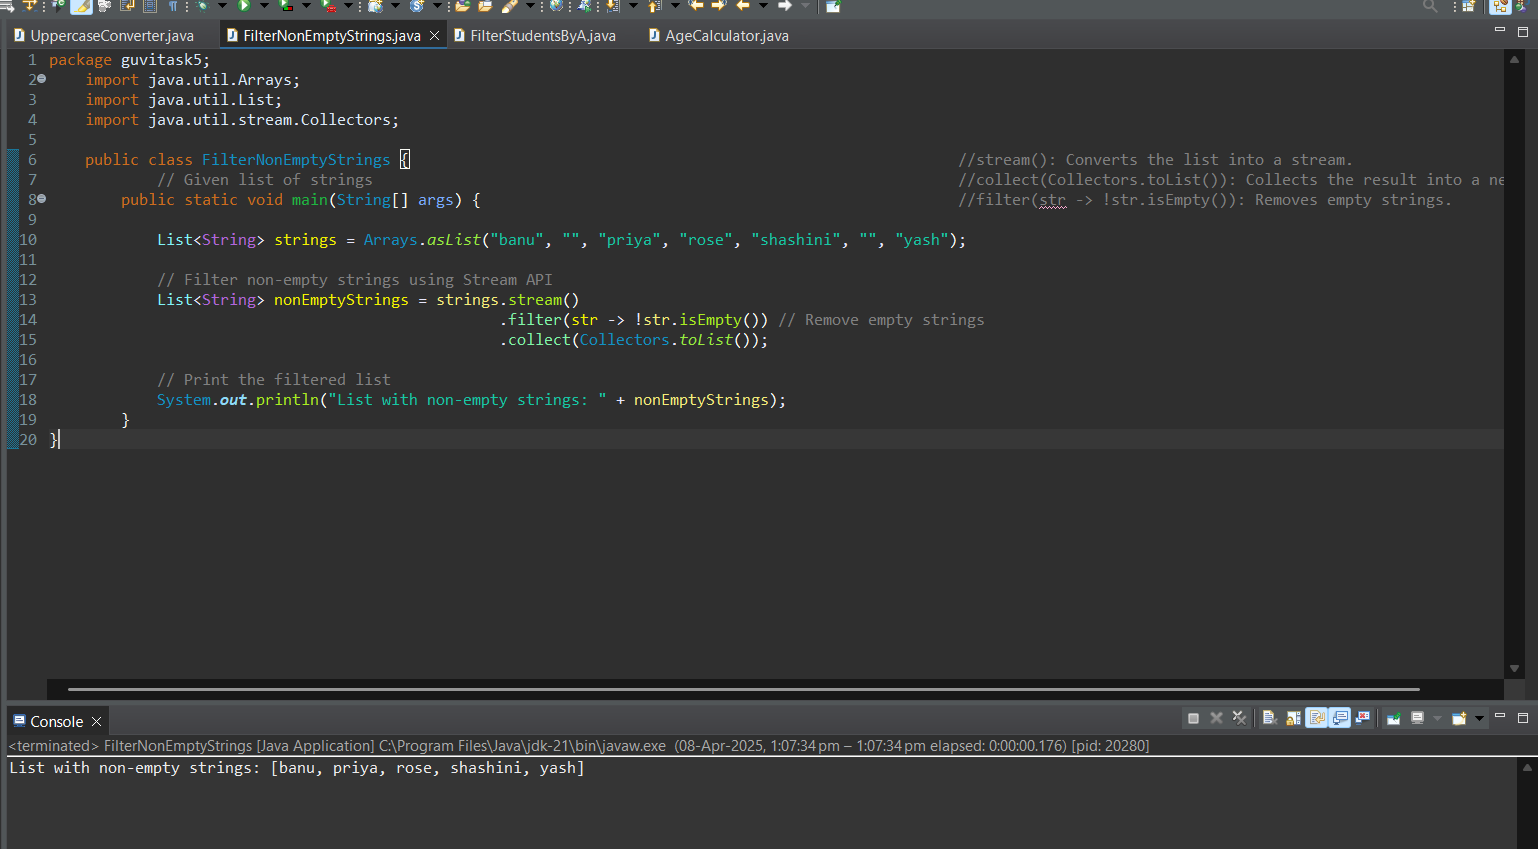 UppercaseConverter.java FilterNonEmptyStrings.java FilterStudentsByA.java AgeCalculator.java
1 package guvitask5;
2 import java.util.Arrays;
3 import java.util.List;
4 import java.util.stream.Collectors;
5
6 public class FilterNonEmptyStrings { //stream(): Converts the list into a stream.
7 // Given list of strings //collect(Collectors.toList()): Collects the result into a ne
8 public static void main(String[] args) { //filter(str -> !str.isEmpty()): Removes empty strings.
9
10 List<String> strings = Arrays.asList("banu", "", "priya", "rose", "shashini", "", "yash");
11
12 // Filter non-empty strings using Stream API
13 List<String> nonEmptyStrings = strings.stream()
14 .filter(str -> !str.isEmpty()) // Remove empty strings
15 .collect(Collectors.toList());
16
17 // Print the filtered list
18 System.out.println("List with non-empty strings: " + nonEmptyStrings);
19 }
20 }
Console
<terminated> FilterNonEmptyStrings [Java Application] C:\Program Files\Java\jdk-21\bin\javaw.exe (08-Apr-2025, 1:07:34 pm – 1:07:34 pm elapsed: 0:00:00.176) [pid: 20280]
List with non-empty strings: [banu, priya, rose, shashini, yash]